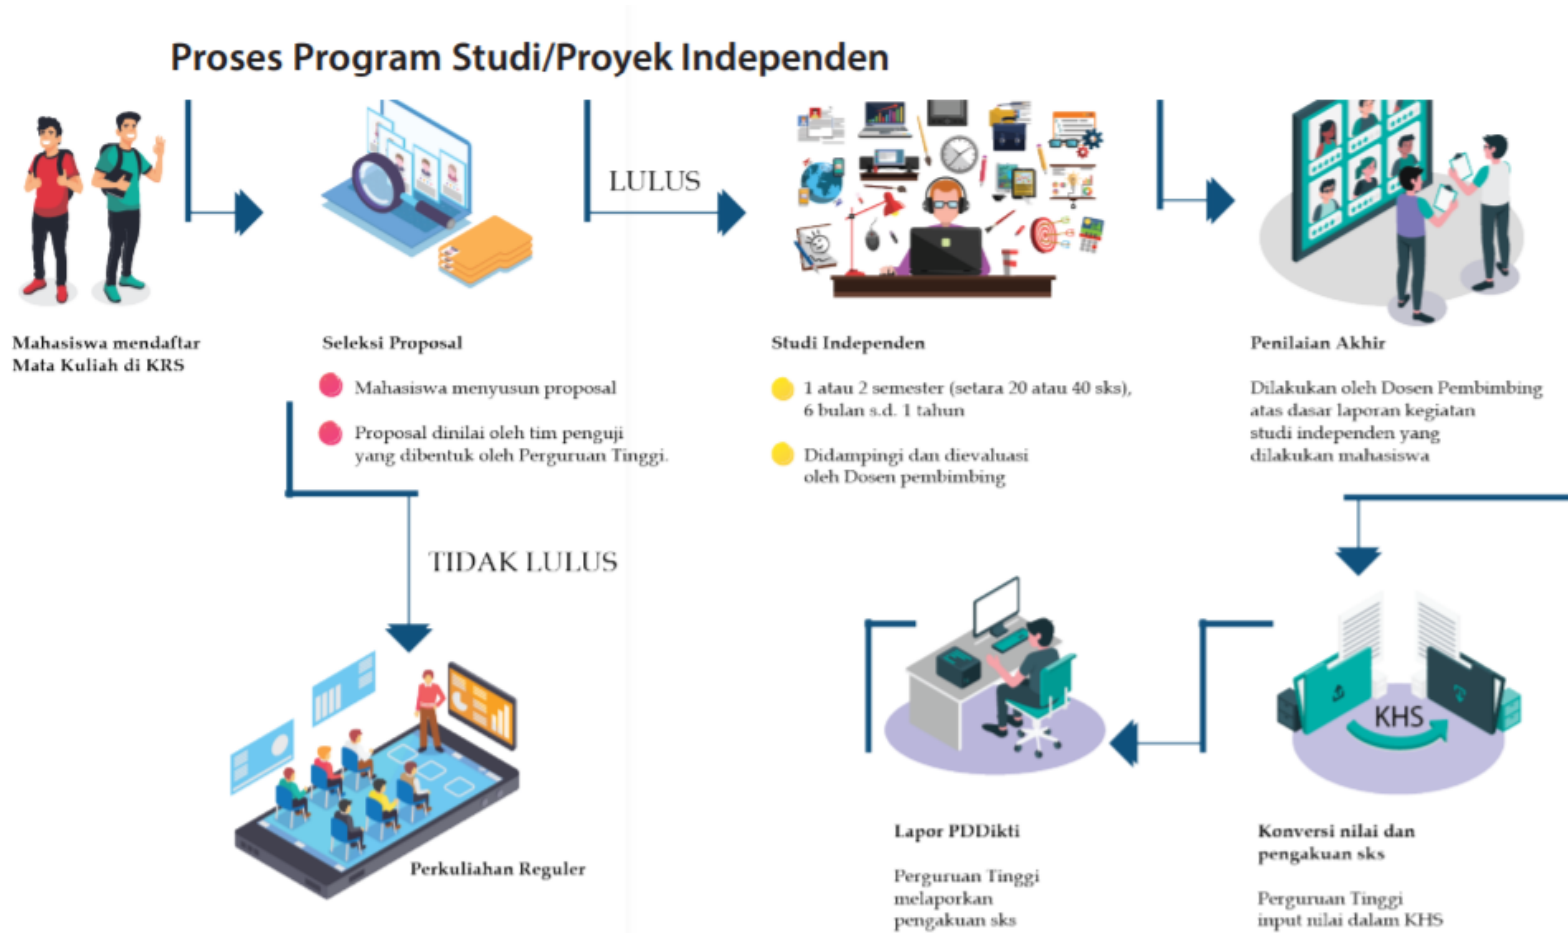 Proses Program Studi/Proyek Independen
LULUS
Mahasiswa mendaftar
Mata Kuliah di KRS
Seleksi Proposal
Mahasiswa menyusun proposal
Proposal dinilai oleh tim penguji
yang dibentuk oleh Perguruan Tinggi.
Studi Independen
1 atau 2 semester (setara 20 atau 40 sks),
6 bulan s.d. 1 tahun
Didampingi dan dievaluasi
oleh Dosen pembimbing
Penilaian Akhir
Dilakukan oleh Dosen Pembimbing
atas dasar laporan kegiatan
studi independen yang
dilakukan mahasiswa
TIDAK LULUS
Perkuliahan Reguler
KHS
Konversi nilai dan
pengakuan sks
Perguruan Tinggi
input nilai dalam KHS
Lapor PDDikti
Perguruan Tinggi
melaporkan
pengakuan sks